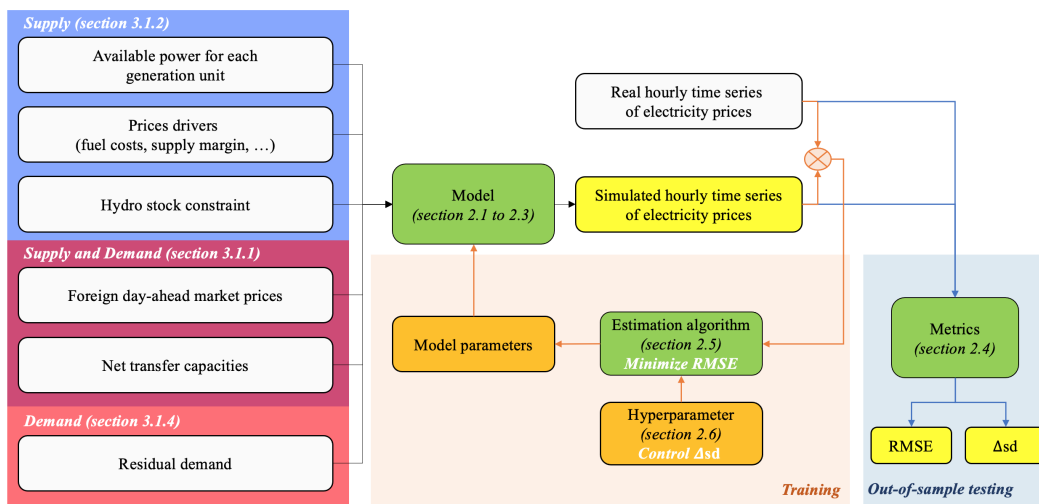 Supply (section 3.1.2)
Available power for each
generation unit
Prices drivers
(fuel costs, supply margin, …)
Hydro stock constraint
Supply and Demand (section 3.1.1)
Foreign day-ahead market prices
Net transfer capacities
Demand (section 3.1.4)
Residual demand
Model
(section 2.1 to 2.3)
Real hourly time series
of electricity prices
Simulated hourly time series
of electricity prices
Model parameters
Estimation algorithm
(section 2.5)
Minimize RMSE
Hyperparameter
(section 2.6)
Control Δsd
Training
Metrics
(section 2.4)
RMSE
Δsd
Out-of-sample testing